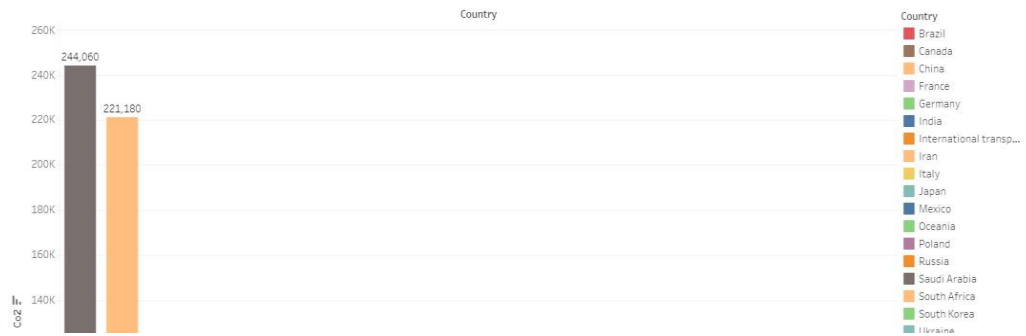 Country
260K
244,060
240K
221,180
220K
200K
180K
160K
140K
Co2
Country
Brazil
Canada
China
France
Germany
India
International transp...
Iran
Italy
Japan
Mexico
Oceania
Poland
Russia
Saudi Arabia
South Africa
South Korea
Ukraine